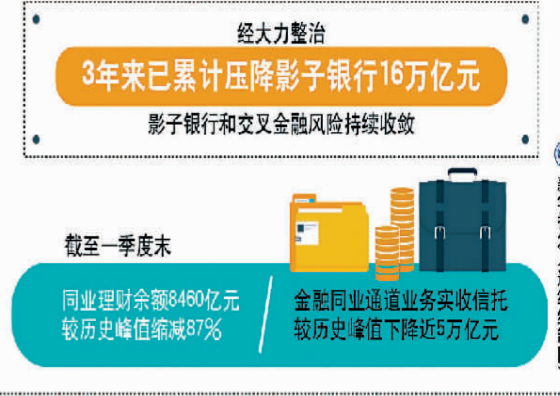 经大力整治
3年来已累计压降影子银行16万亿元
影子银行和交叉金融风险持续收敛
截至一季度末
同业理财余额8460亿元
较历史峰值缩减87%
金融同业通道业务实收信托
较历史峰值下降近5万亿元